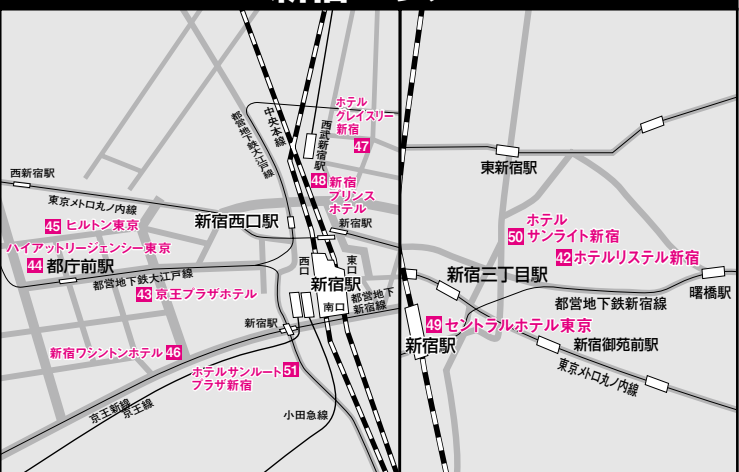 新宿
ホテル
グレイスリー
新宿
47
都営地下鉄大江戸線
中央本線
西武新宿駅
48 新宿
プリンス
ホテル
西新宿駅
東京メトロ丸ノ内線
45 ヒルトン東京
新宿西口駅
新宿駅
ハイアットリージェンシー東京
44 都庁前駅
西口
東口
都営地下鉄大江戸線
43 京王プラザホテル
新宿駅
南口
都営地下鉄
新宿線
新宿駅
新宿ワシントンホテル 46
ホテルサンルート
プラザ新宿
51
京王新線
京王線
小田急線
東新宿駅
ホテル
50 サンライト新宿
42 ホテルリステル新宿
新宿三丁目駅
曙橋駅
都営地下鉄新宿線
49 セントラルホテル東京
新宿駅
新宿御苑前駅
東京メトロ丸ノ内線